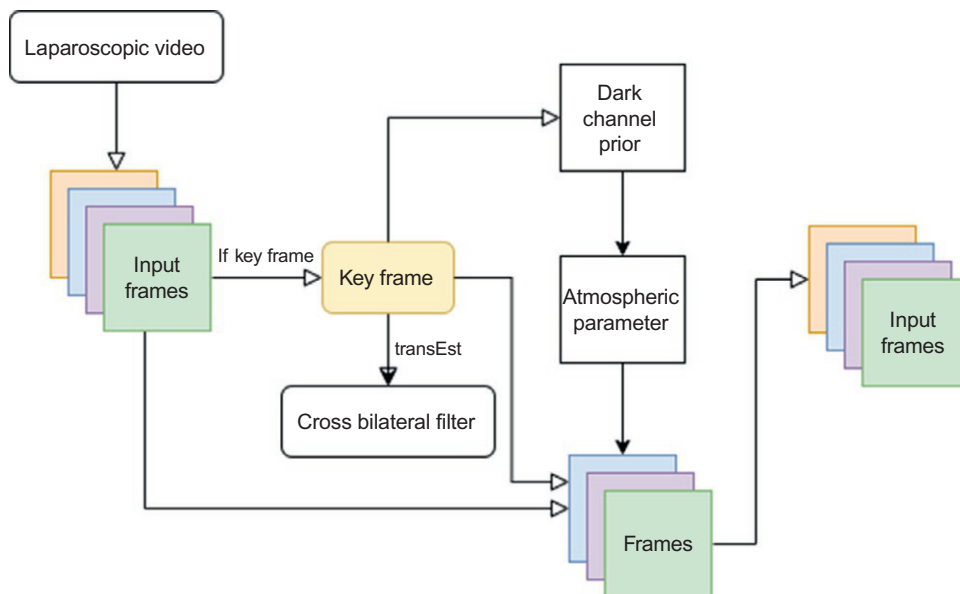 Laparoscopic video
Dark
channel
prior
If key frame
Input
frames
Key frame
Atmospheric
parameter
Input
frames
transEst
Cross bilateral filter
Frames